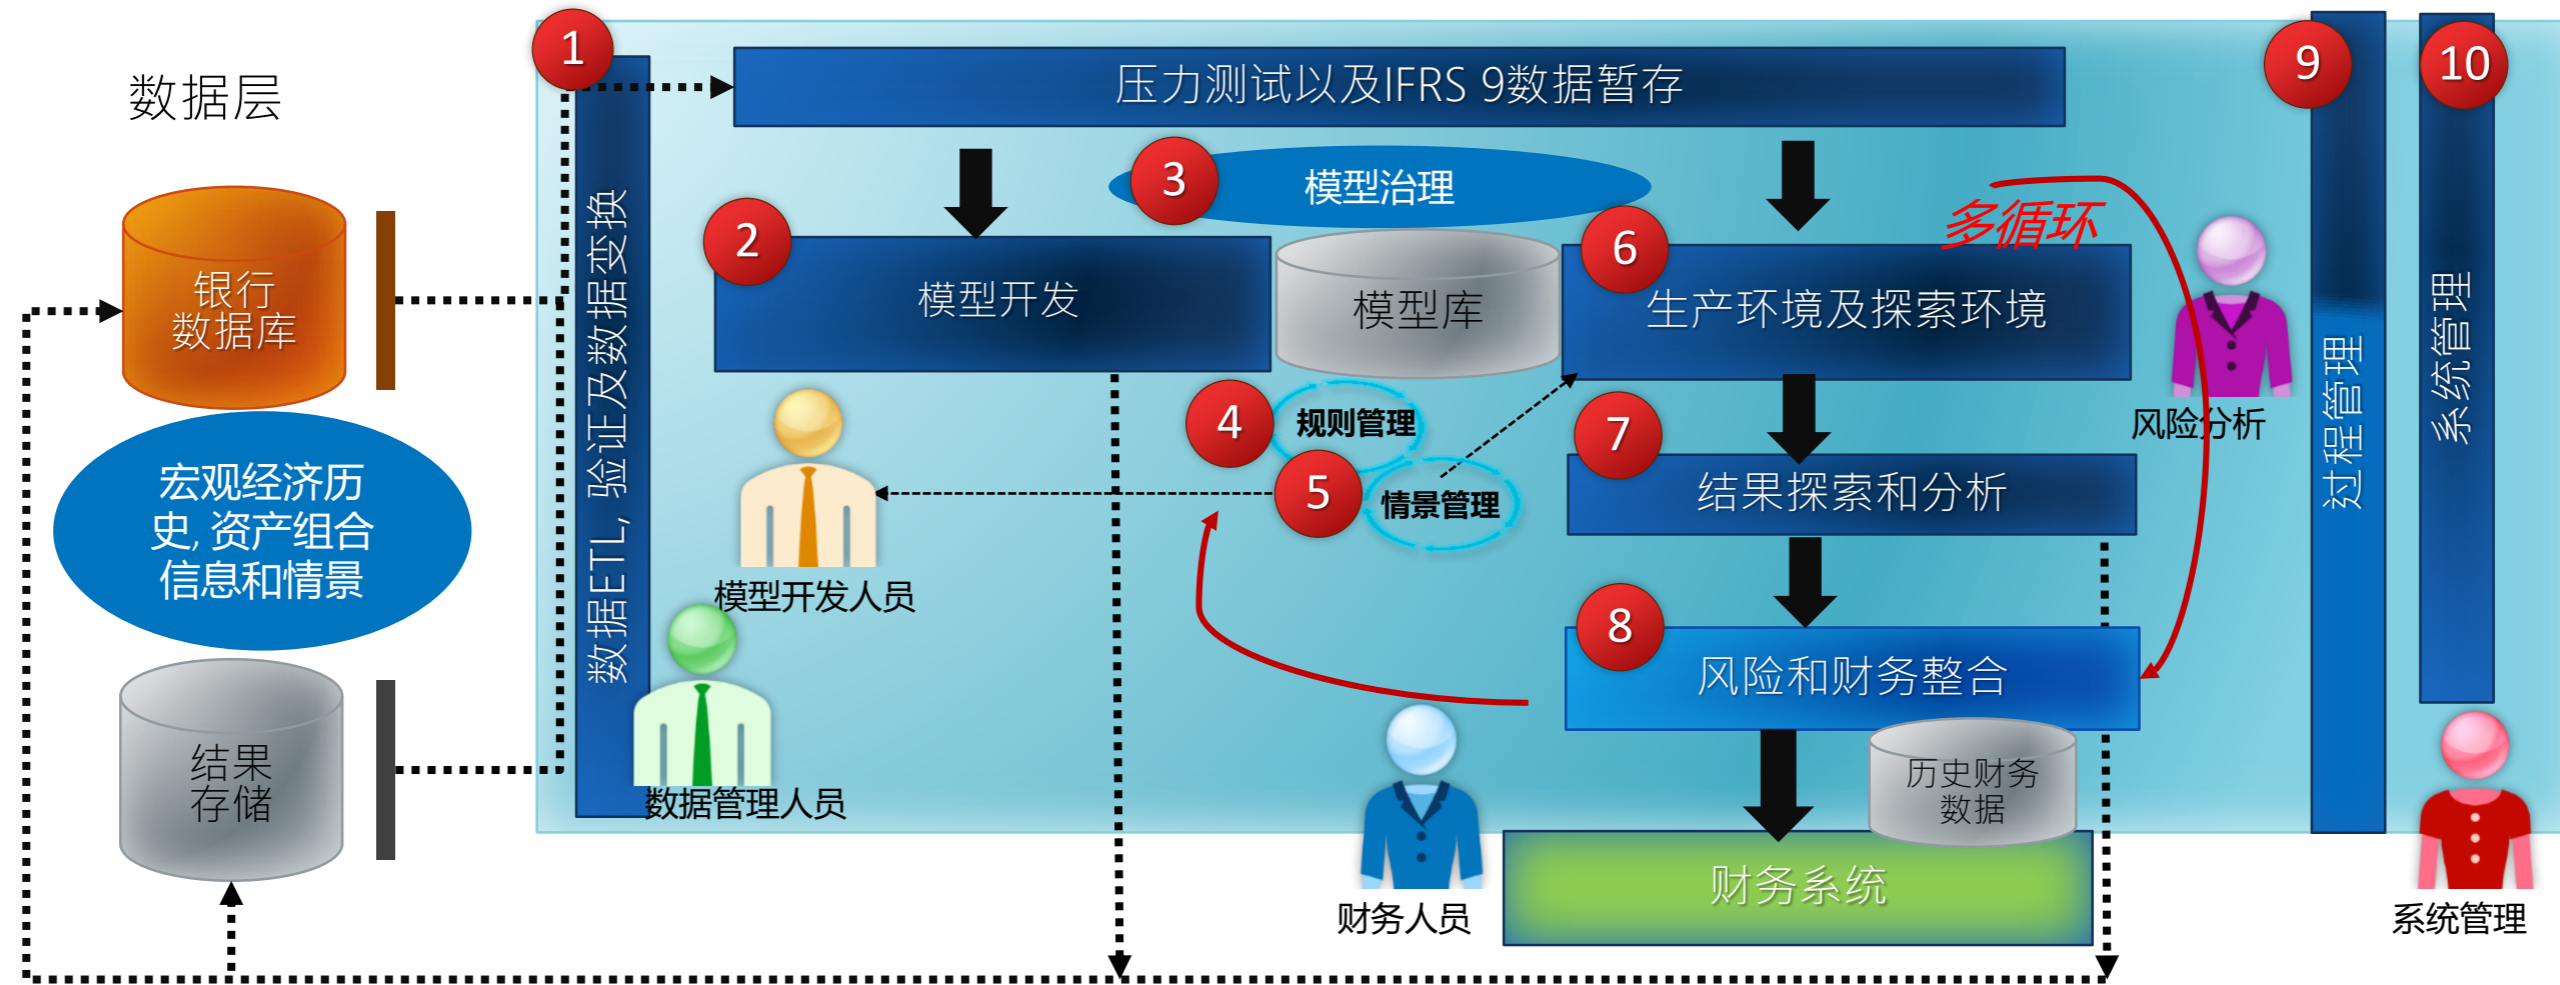 数据层
银行
数据库
宏观经济历
史, 资产组合
信息和情景
结果
存储
1
数据ETL, 验证及数据变换
压力测试以及IFRS 9数据暂存
2
模型开发
3
模型治理
模型库
4
规则管理
5
情景管理
6
生产环境及探索环境
多循环
7
结果探索和分析
8
风险和财务整合
历史财务
数据
财务系统
模型开发人员
数据管理人员
财务人员
风险分析
9
过程管理
10
系统管理
系统管理